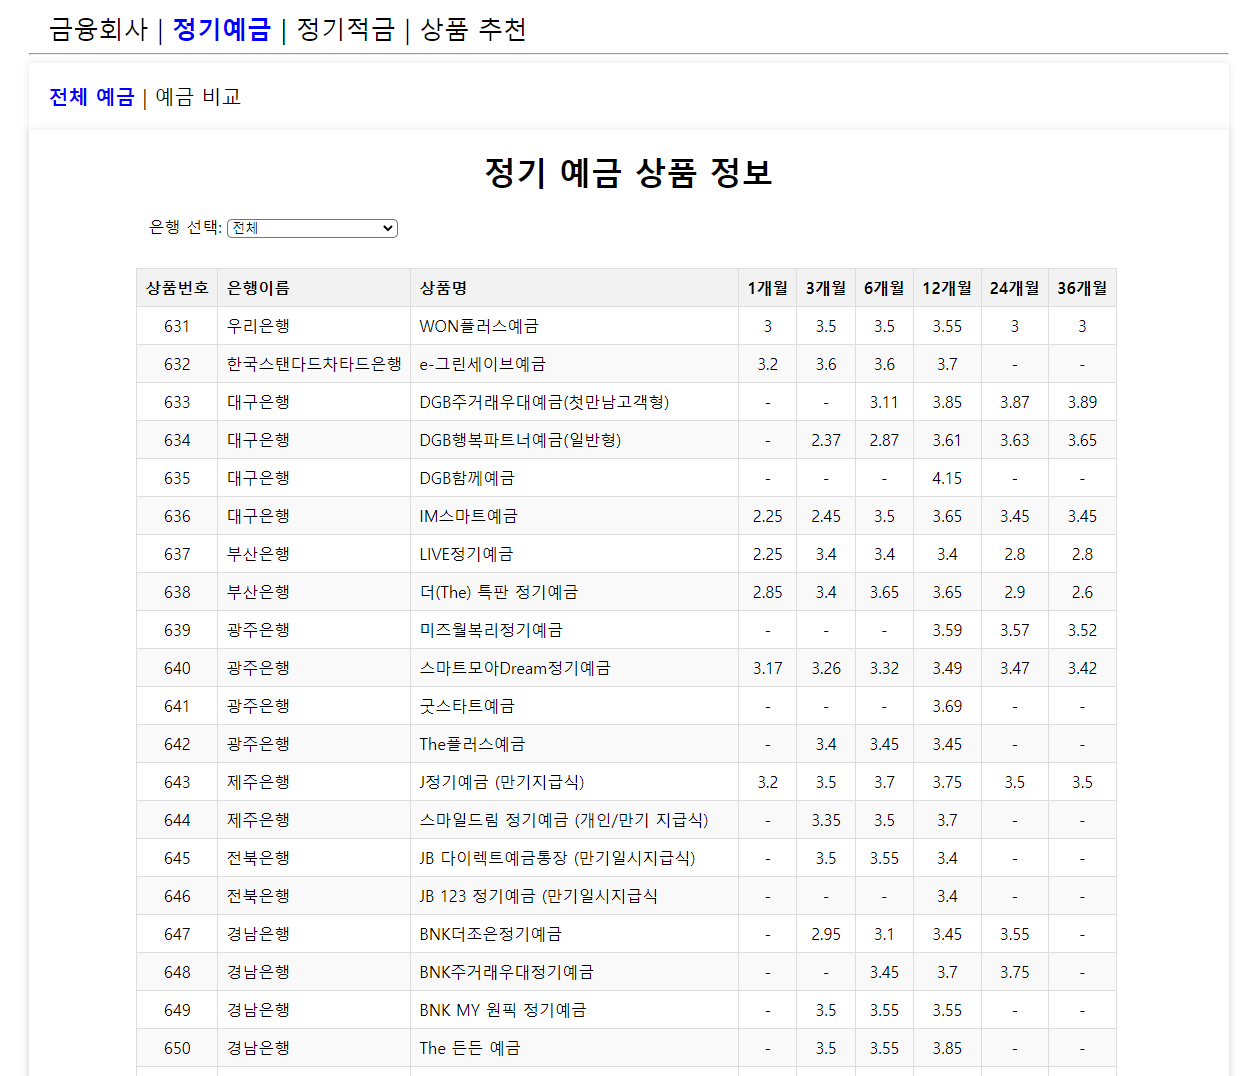 금융회사 | 정기예금 | 정기적금 | 상품 추천
전체 예금 | 예금 비교
정기 예금 상품 정보
은행 선택: 전체
상품번호 은행이름 상품명 1개월 3개월 6개월 12개월 24개월 36개월
631 우리은행 WON플러스예금 3 3.5 3.5 3.55 3 3
632 한국스탠다드차타드은행 e-그린세이브예금 3.2 3.6 3.6 3.7 - -
633 대구은행 DGB주거래우대예금(첫만남고객형) - - 3.11 3.85 3.87 3.89
634 대구은행 DGB행복파트너예금(일반형) - 2.37 2.87 3.61 3.63 3.65
635 대구은행 DGB함께예금 - - - 4.15 - -
636 대구은행 IM스마트예금 2.25 2.45 3.5 3.65 3.45 3.45
637 부산은행 LIVE정기예금 2.25 3.4 3.4 3.4 2.8 2.8
638 부산은행 더(The) 특판 정기예금 2.85 3.4 3.65 3.65 2.9 2.6
639 광주은행 미즈월복리정기예금 - - - 3.59 3.57 3.52
640 광주은행 스마트모아Dream정기예금 3.17 3.26 3.32 3.49 3.47 3.42
641 광주은행 굿스타트예금 - - - 3.69 - -
642 광주은행 The플러스예금 - 3.4 3.45 3.45 - -
643 제주은행 J정기예금 (만기지급식) 3.2 3.5 3.7 3.75 3.5 3.5
644 제주은행 스마일드림 정기예금 (개인/만기 지급식) - 3.35 3.5 3.7 - -
645 전북은행 JB 다이렉트예금통장 (만기일시지급식) - 3.5 3.55 3.4 - -
646 전북은행 JB 123 정기예금 (만기일시지급식 - - - 3.4 - -
647 경남은행 BNK더조은정기예금 - 2.95 3.1 3.45 3.55 -
648 경남은행 BNK주거래우대정기예금 - - 3.45 3.7 3.75 -
649 경남은행 BNK MY 원픽 정기예금 - 3.5 3.55 3.55 - -
650 경남은행 The 든든 예금 - 3.5 3.55 3.85 - -